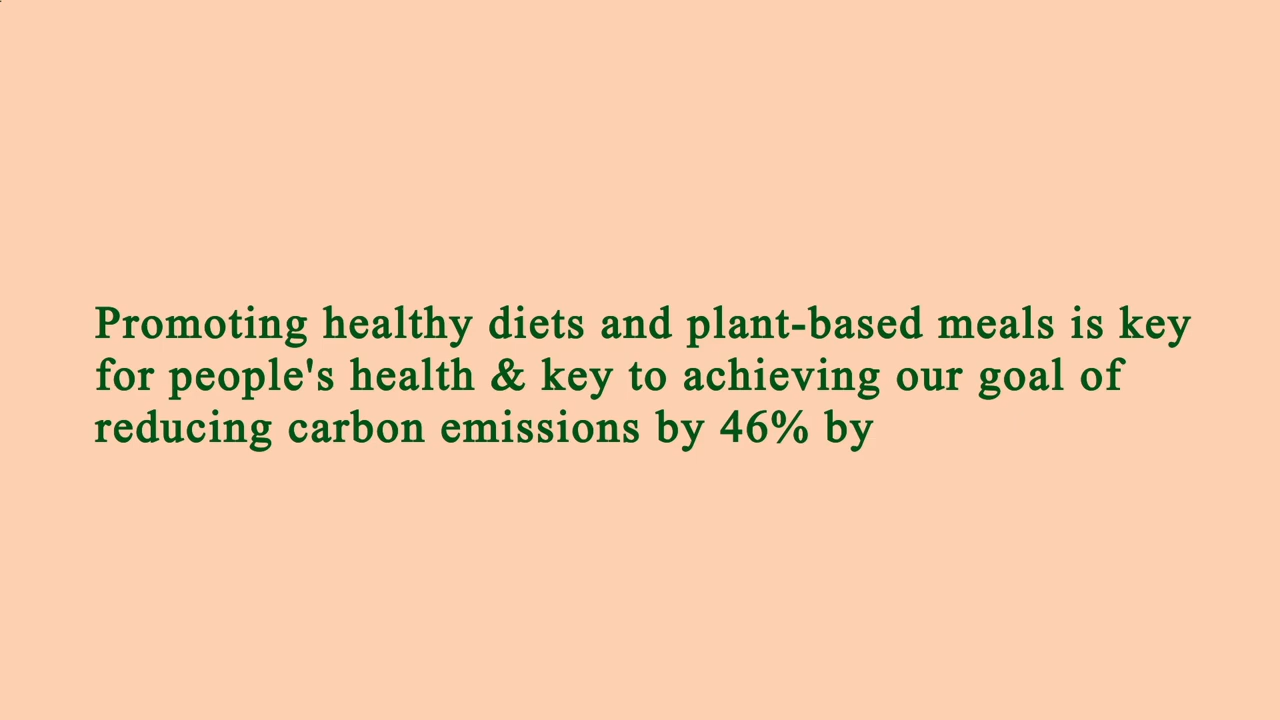 Promoting healthy diets and plant-based meals is key
for people's health & key to achieving our goal of
reducing carbon emissions by 46% by